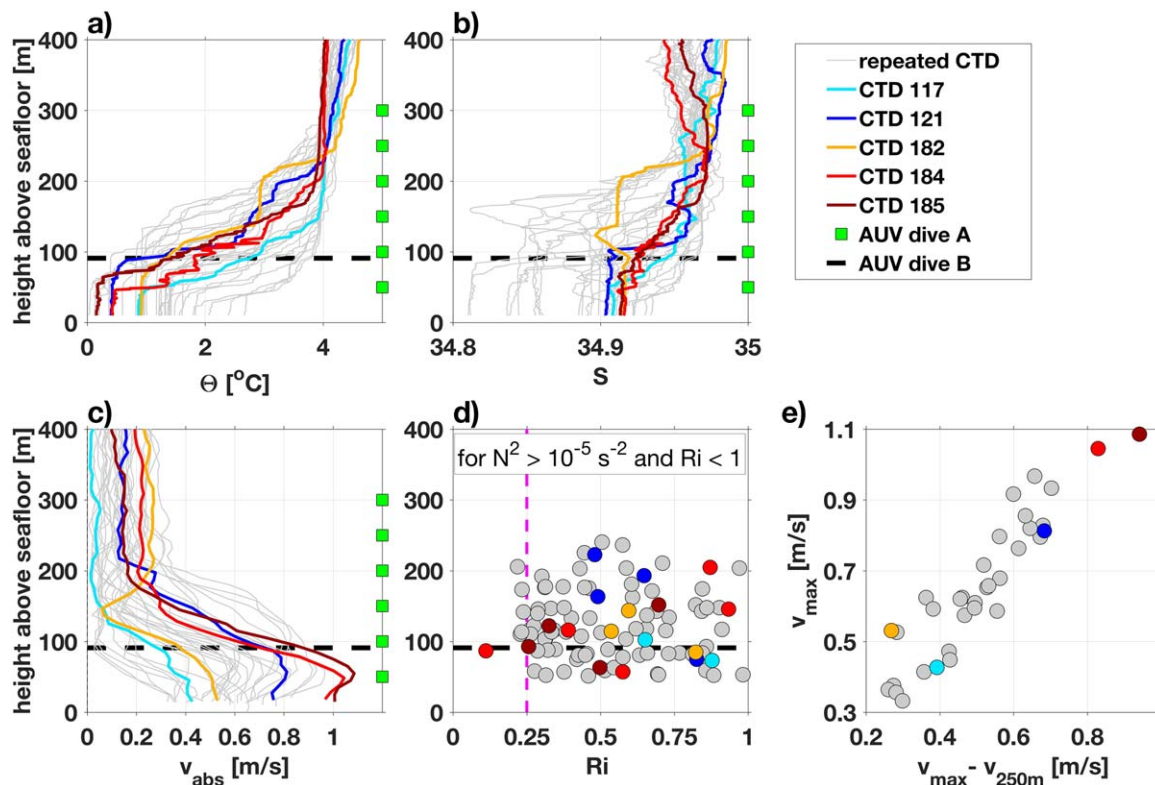 a)
b)
400
300
200
100
0
height above seafloor [m]
0 2 4
Θ [°C]
400
300
200
100
0
34.8 34.9 35
S
repeated CTD
CTD 117
CTD 121
CTD 182
CTD 184
CTD 185
AUV dive A
AUV dive B
c)
d)
e)
400
300
200
100
0
height above seafloor [m]
0 0.2 0.4 0.6 0.8 1
v_abs [m/s]
for N² > 10⁻⁵ s⁻² and Ri < 1
400
300
200
100
0
0 0.25 0.5 0.75 1
Ri
1.1
0.9
0.7
0.5
0.3
v_max [m/s]
0.2 0.4 0.6 0.8
v_max - v_250m [m/s]